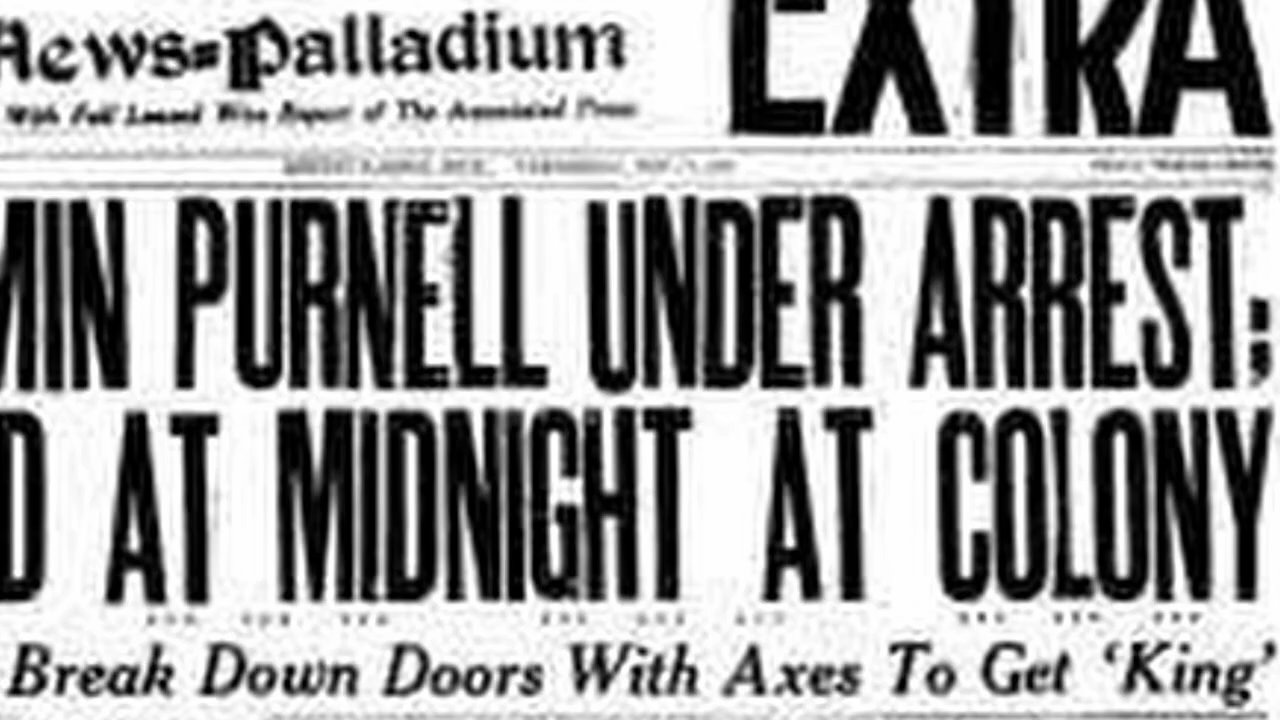 News=Palladium
EXTRA
With Full Leased Wire Report of The Associated Press
MIN PURNELL UNDER ARREST;
D AT MIDNIGHT AT COLONY
Break Down Doors With Axes To Get ‘King’